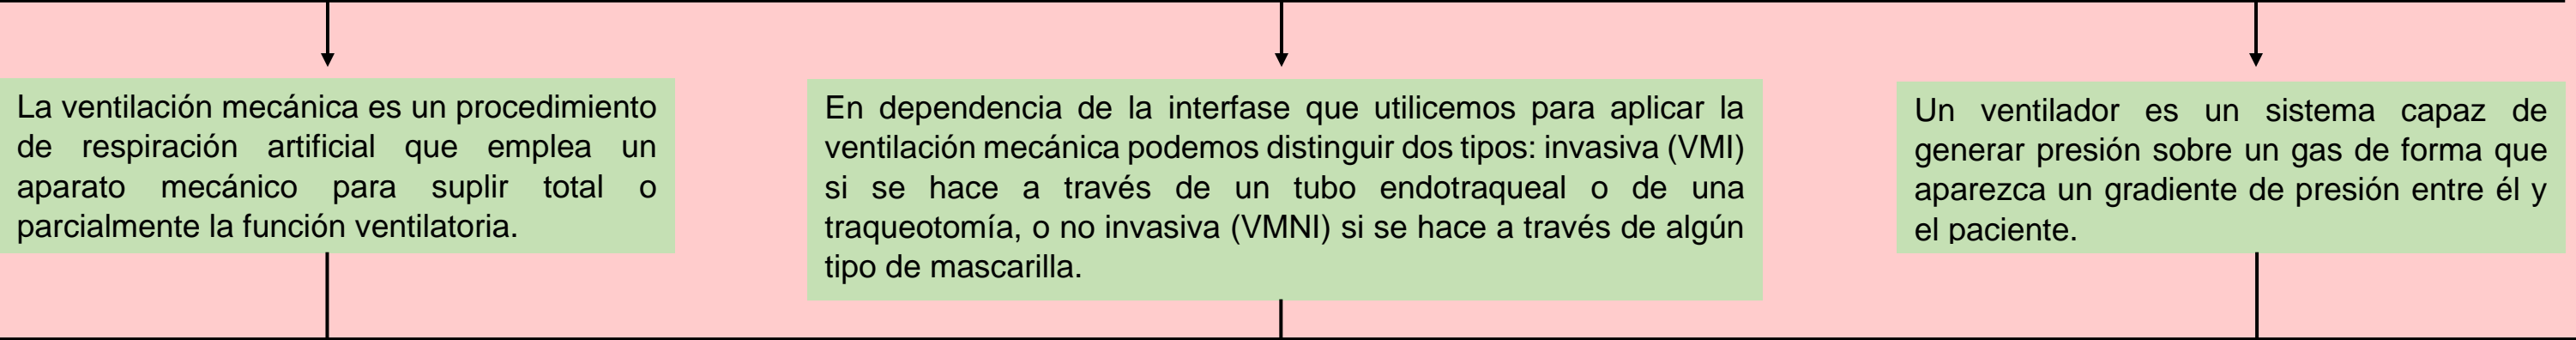 La ventilación mecánica es un procedimiento
de respiración artificial que emplea un
aparato mecánico para suplir total o
parcialmente la función ventilatoria.
En dependencia de la interfase que utilicemos para aplicar la
ventilación mecánica podemos distinguir dos tipos: invasiva (VMI)
si se hace a través de un tubo endotraqueal o de una
traqueotomía, o no invasiva (VMNI) si se hace a través de algún
tipo de mascarilla.
Un ventilador es un sistema capaz de
generar presión sobre un gas de forma que
aparezca un gradiente de presión entre él y
el paciente.